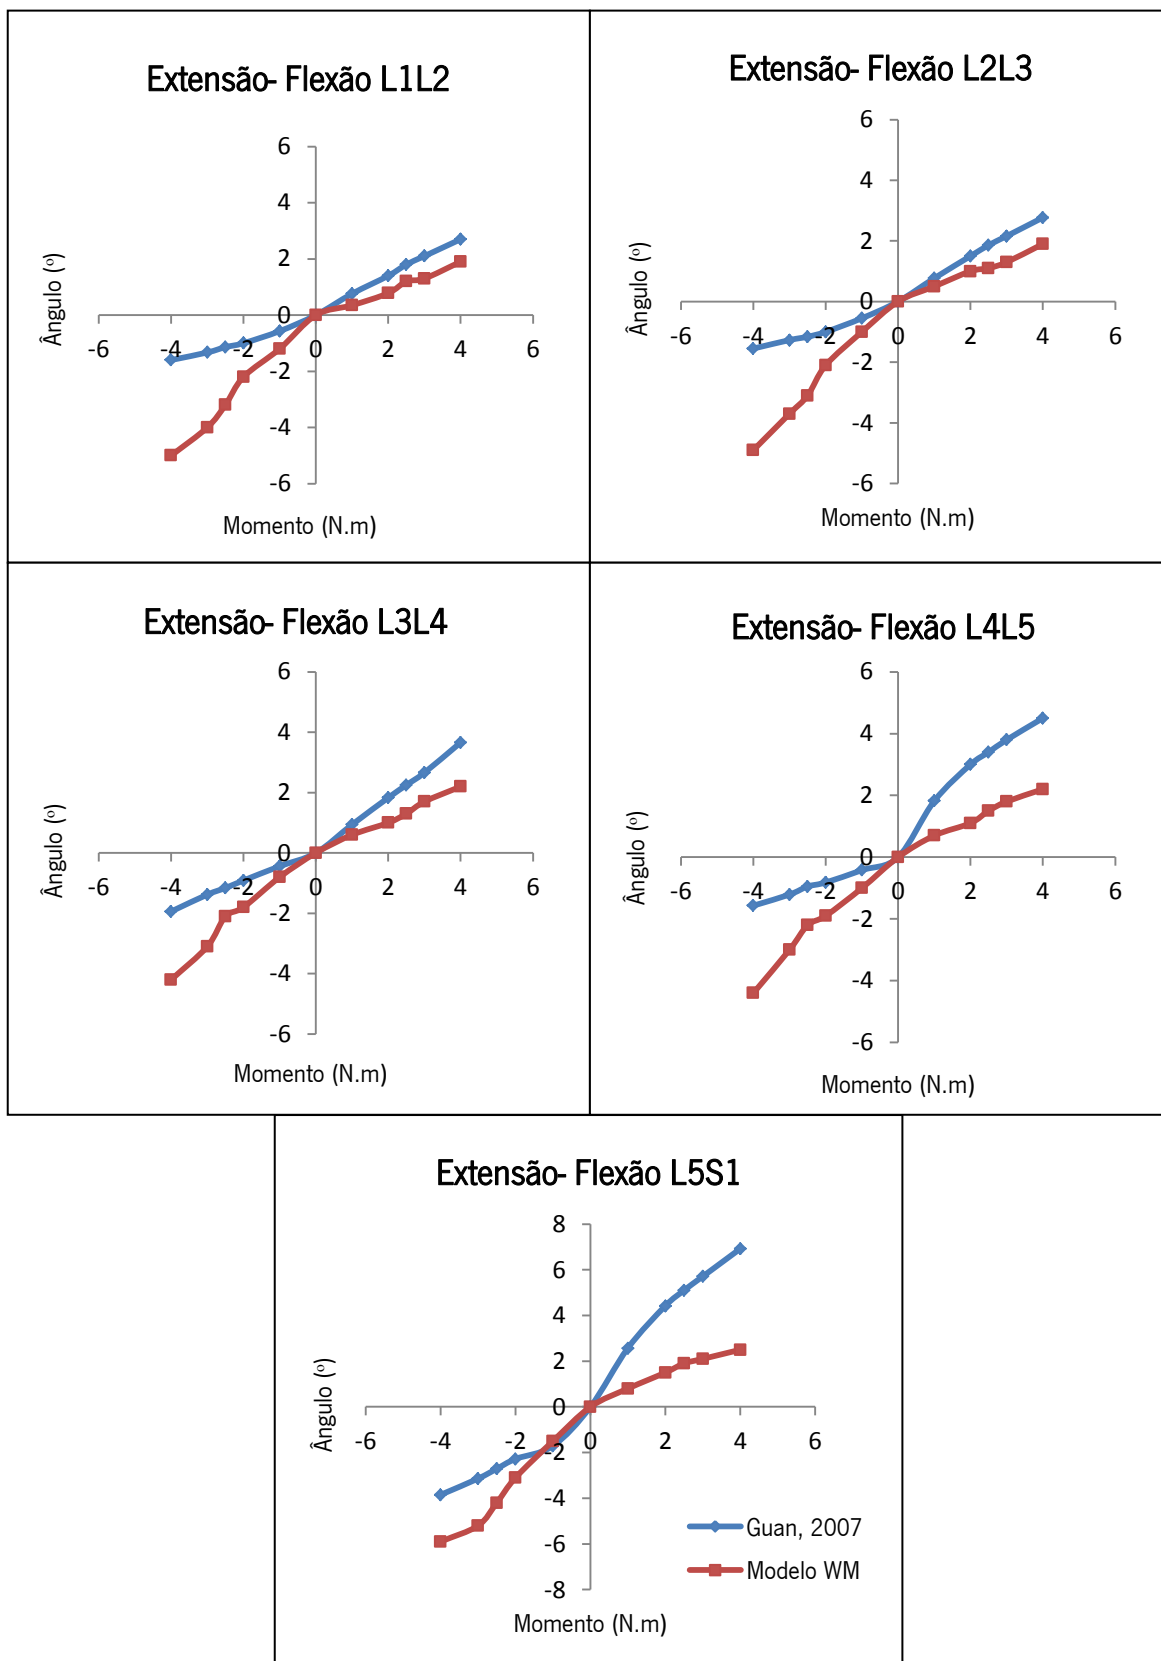 Extensão- Flexão L1L2
6
4
2
0
-2
-4
-6
-6 -4 -2 0 2 4 6
Ângulo (º)
Momento (N.m)
Extensão- Flexão L2L3
6
4
2
0
-2
-4
-6
-6 -4 -2 0 2 4 6
Ângulo (º)
Momento (N.m)
Extensão- Flexão L3L4
6
4
2
0
-2
-4
-6
-6 -4 -2 0 2 4 6
Ângulo (º)
Momento (N.m)
Extensão- Flexão L4L5
6
4
2
0
-2
-4
-6
-6 -4 -2 0 2 4 6
Ângulo (º)
Momento (N.m)
Extensão- Flexão L5S1
8
6
4
2
0
-2
-4
-6
-8
-6 -4 -2 0 2 4 6
Ângulo (º)
Guan, 2007
Modelo WM
Momento (N.m)